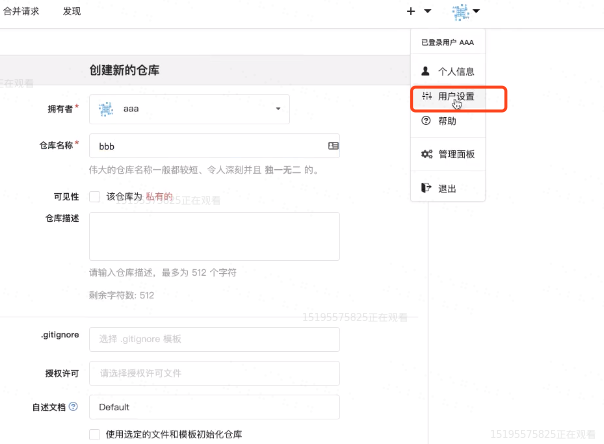 合并请求 发现
已登录用户 AAA
正在观看
创建新的仓库
个人信息
用户设置
拥有者*
aaa
帮助
仓库名称*
bbb
管理面板
伟大的仓库名称一般都较短、令人深刻并且 独一无二 的。
退出
可见性
该仓库为 私有的
15195575825正在观看
仓库描述
请输入仓库描述，最多为 512 个字符
剩余字符数: 512
15195575825正在观看
.gitignore
选择 .gitignore 模板
授权许可
请选择授权许可文件
自述文档
Default
使用选定的文件和模板初始化仓库
15195575825正在观看